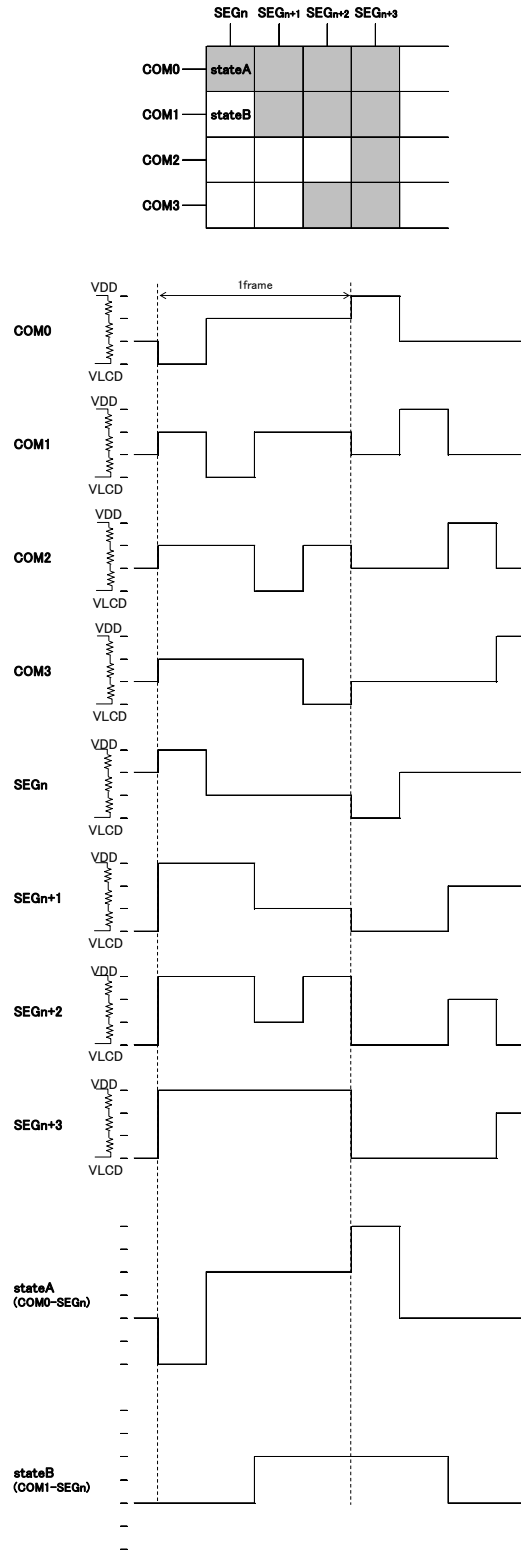 SEGn SEGn+1 SEGn+2 SEGn+3
COM0 stateA
COM1 stateB
COM2
COM3
1frame
VDD
COM0
VLCD
VDD
COM1
VLCD
VDD
COM2
VLCD
VDD
COM3
VLCD
VDD
SEGn
VLCD
VDD
SEGn+1
VLCD
VDD
SEGn+2
VLCD
VDD
SEGn+3
VLCD
stateA
(COM0-SEGn)
stateB
(COM1-SEGn)